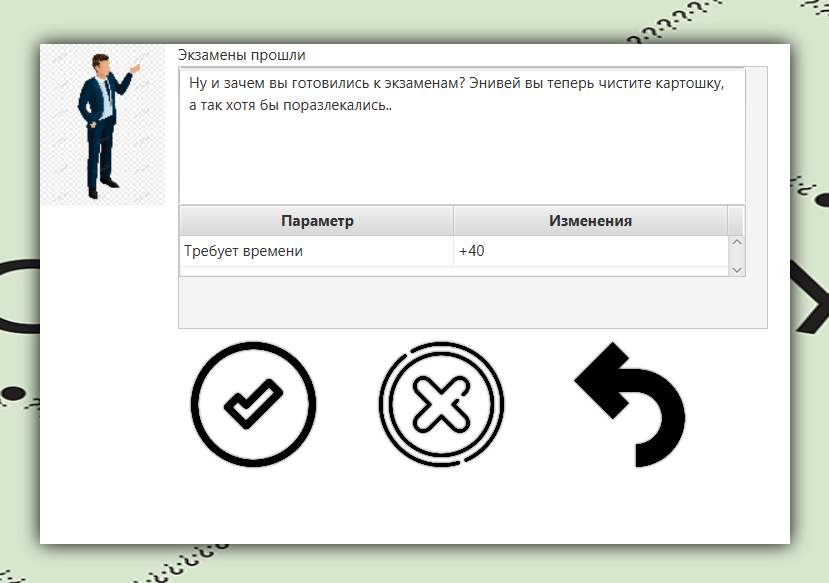 Экзамены прошли
Ну и зачем вы готовились к экзаменам? Энивей вы теперь чистите картошку,
а так хотя бы поразлекались..
Параметр Изменения
Требует времени +40